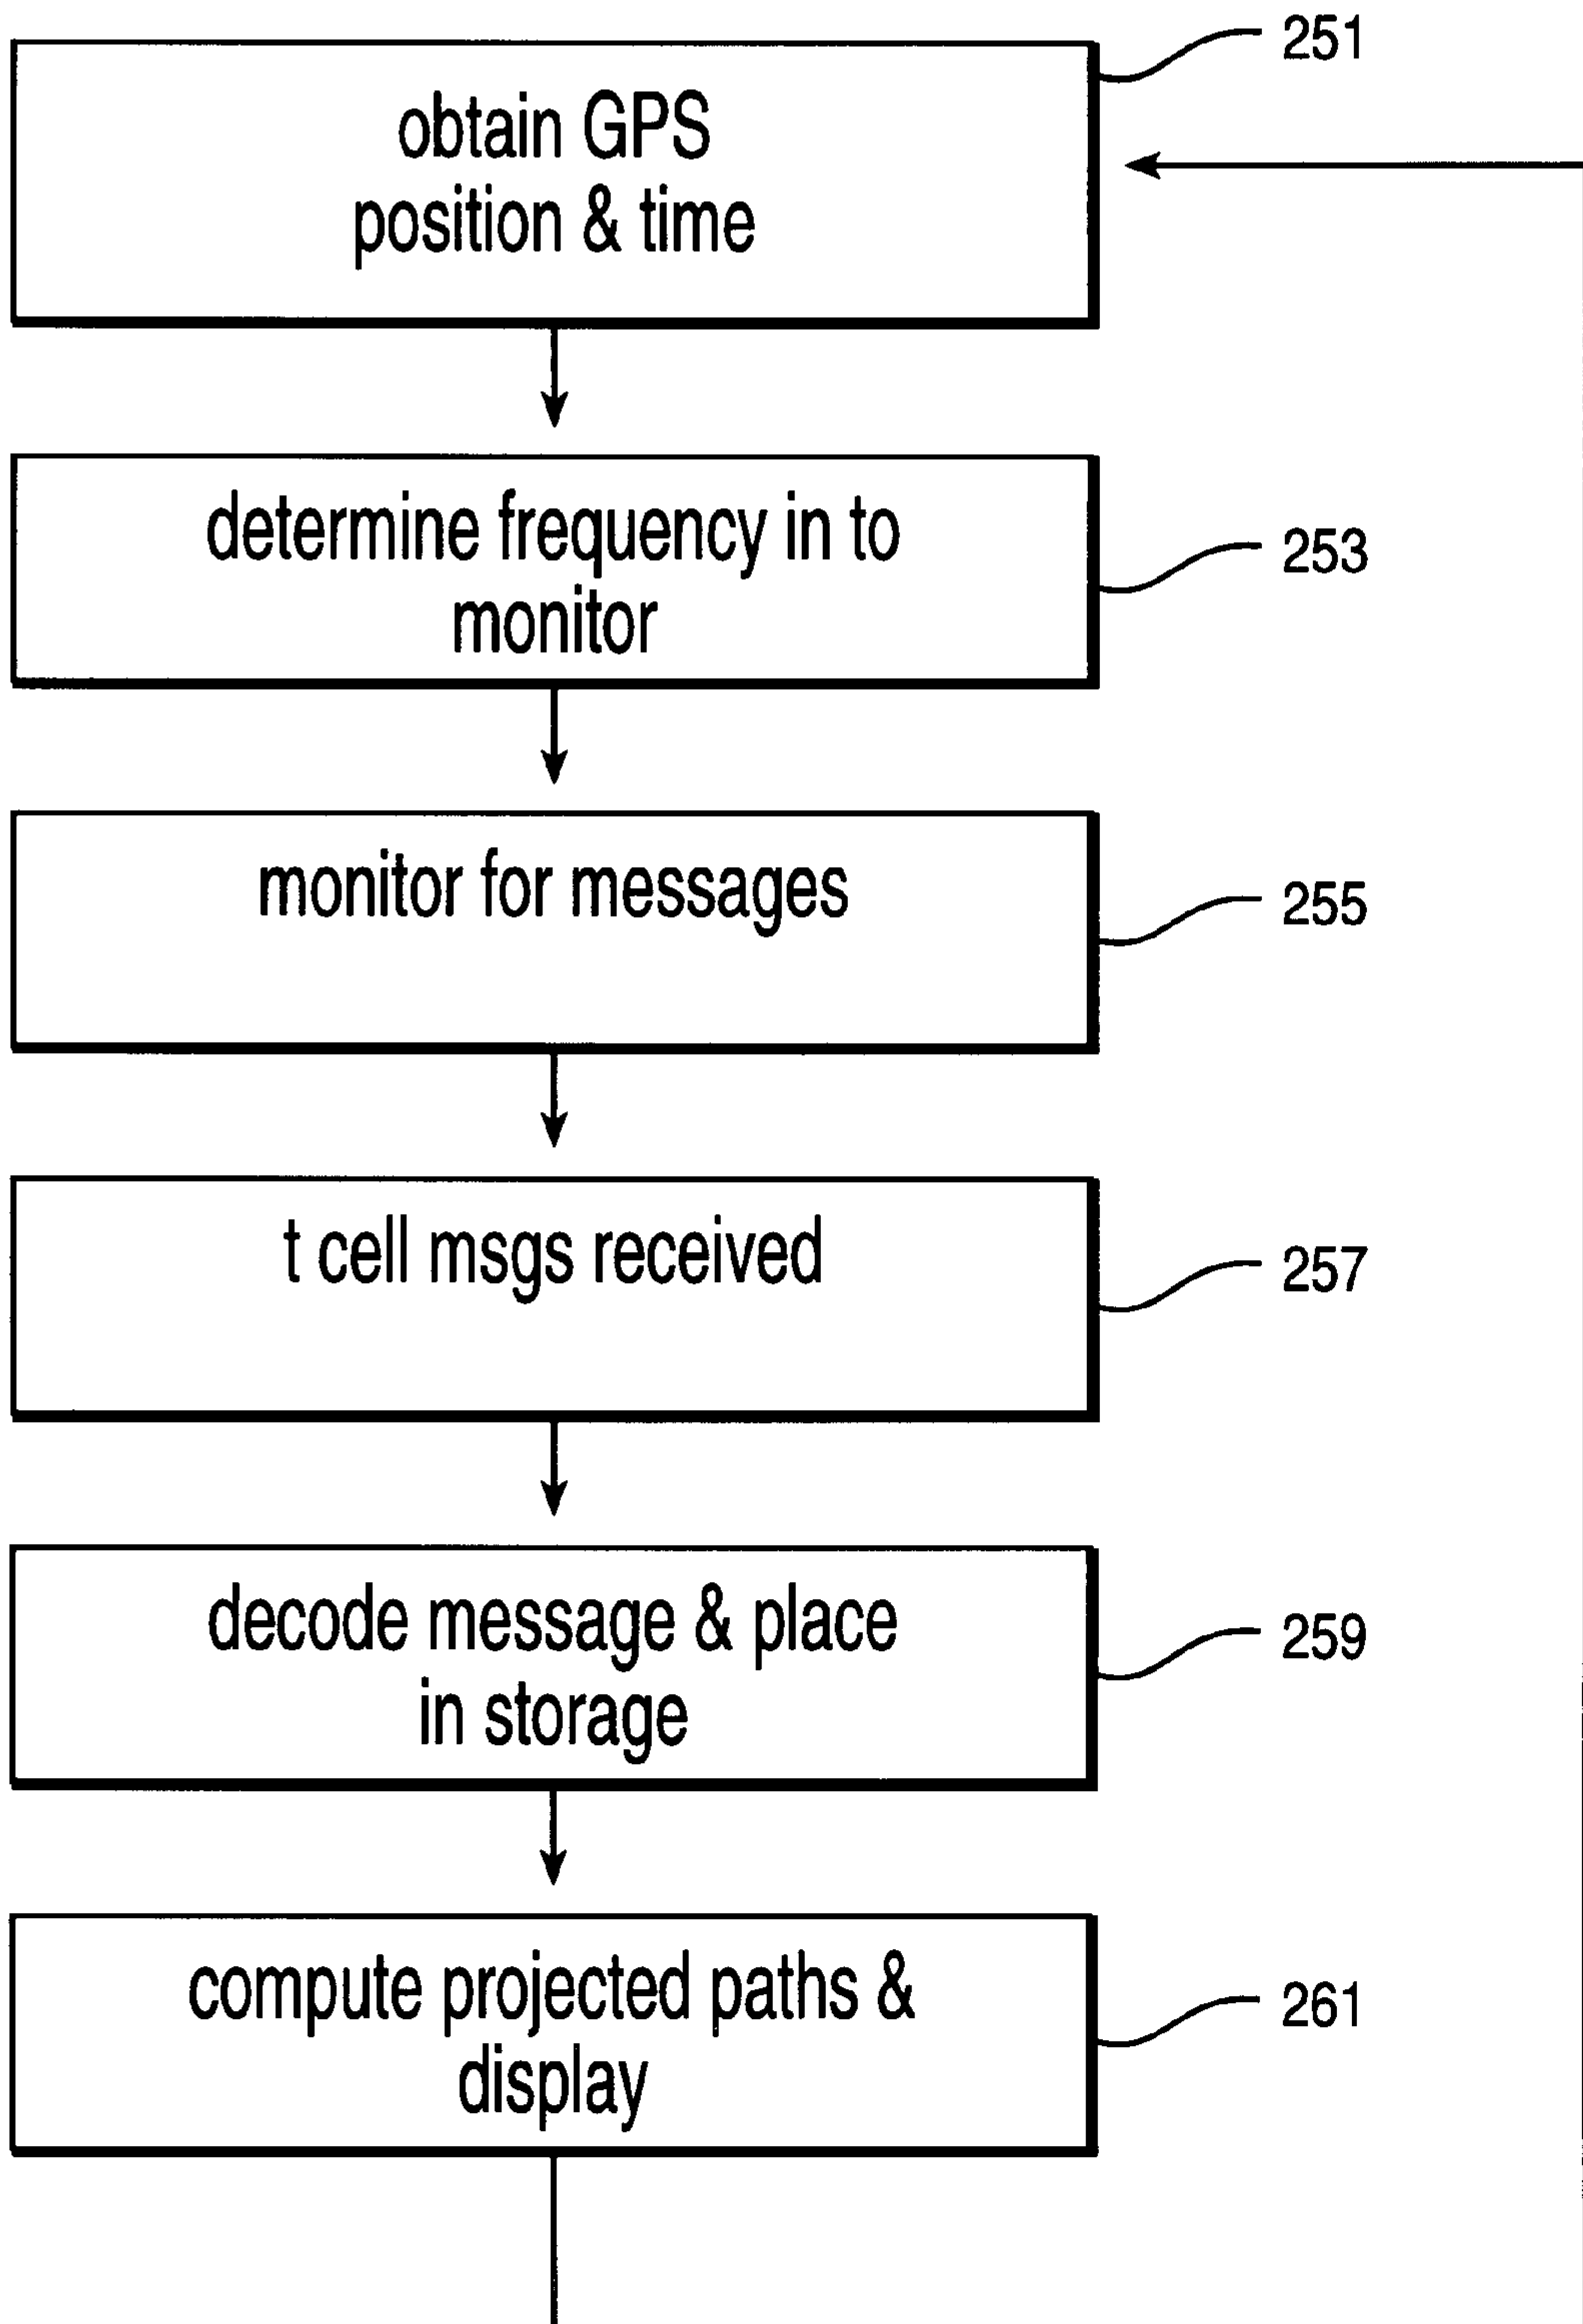 251
obtain GPS
position & time
determine frequency in to
monitor
253
monitor for messages
255
t cell msgs received
257
decode message & place
in storage
259
compute projected paths &
display
261